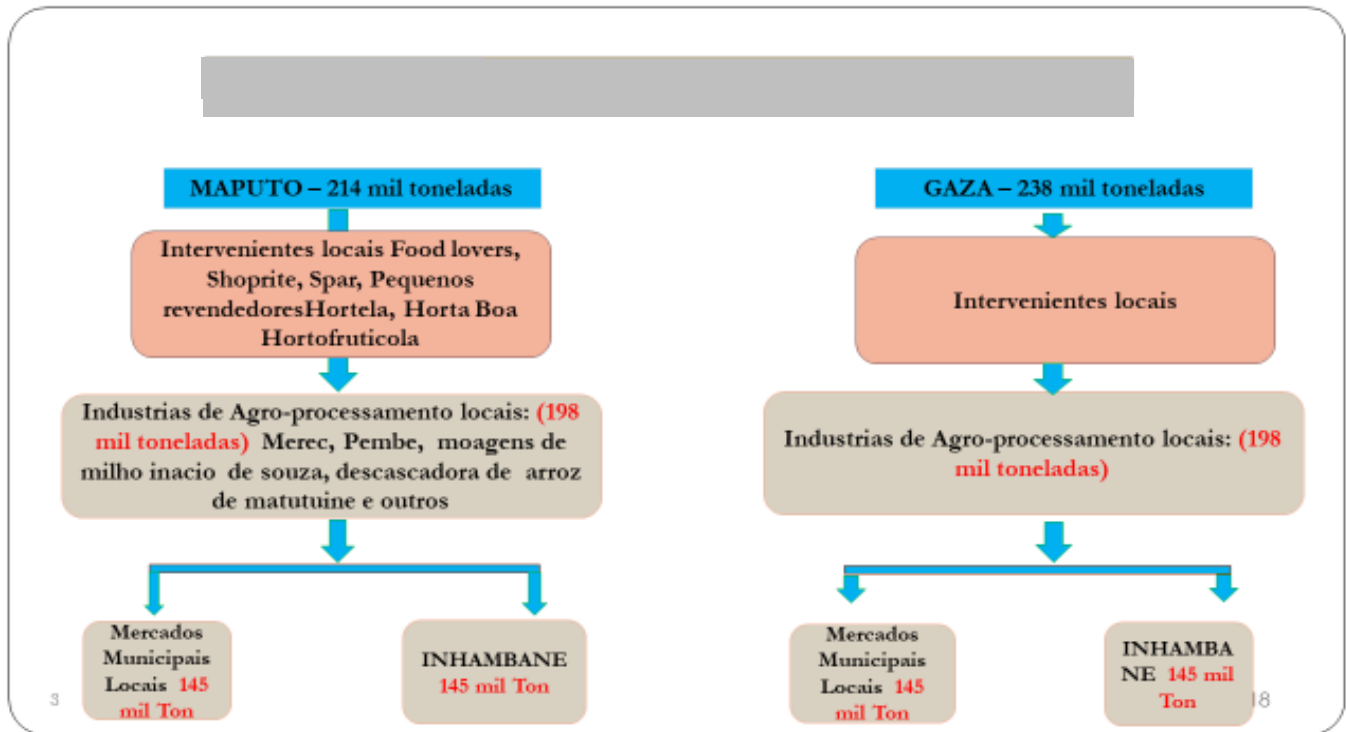 MAPUTO – 214 mil toneladas
Intervenientes locais Food lovers,
Shoprite, Spar, Pequenos
revendedoresHortela, Horta Boa
Hortofruticola
Industrias de Agro-processamento locais: (198
mil toneladas) Merec, Pembe, moagens de
milho inacio de souza, descascadora de arroz
de matutuine e outros
Mercados
Municipais
Locais 145
mil Ton
INHAMBANE
145 mil Ton
GAZA – 238 mil toneladas
Intervenientes locais
Industrias de Agro-processamento locais: (198
mil toneladas)
Mercados
Municipais
Locais 145
mil Ton
INHAMBA
NE 145 mil
Ton
3
18